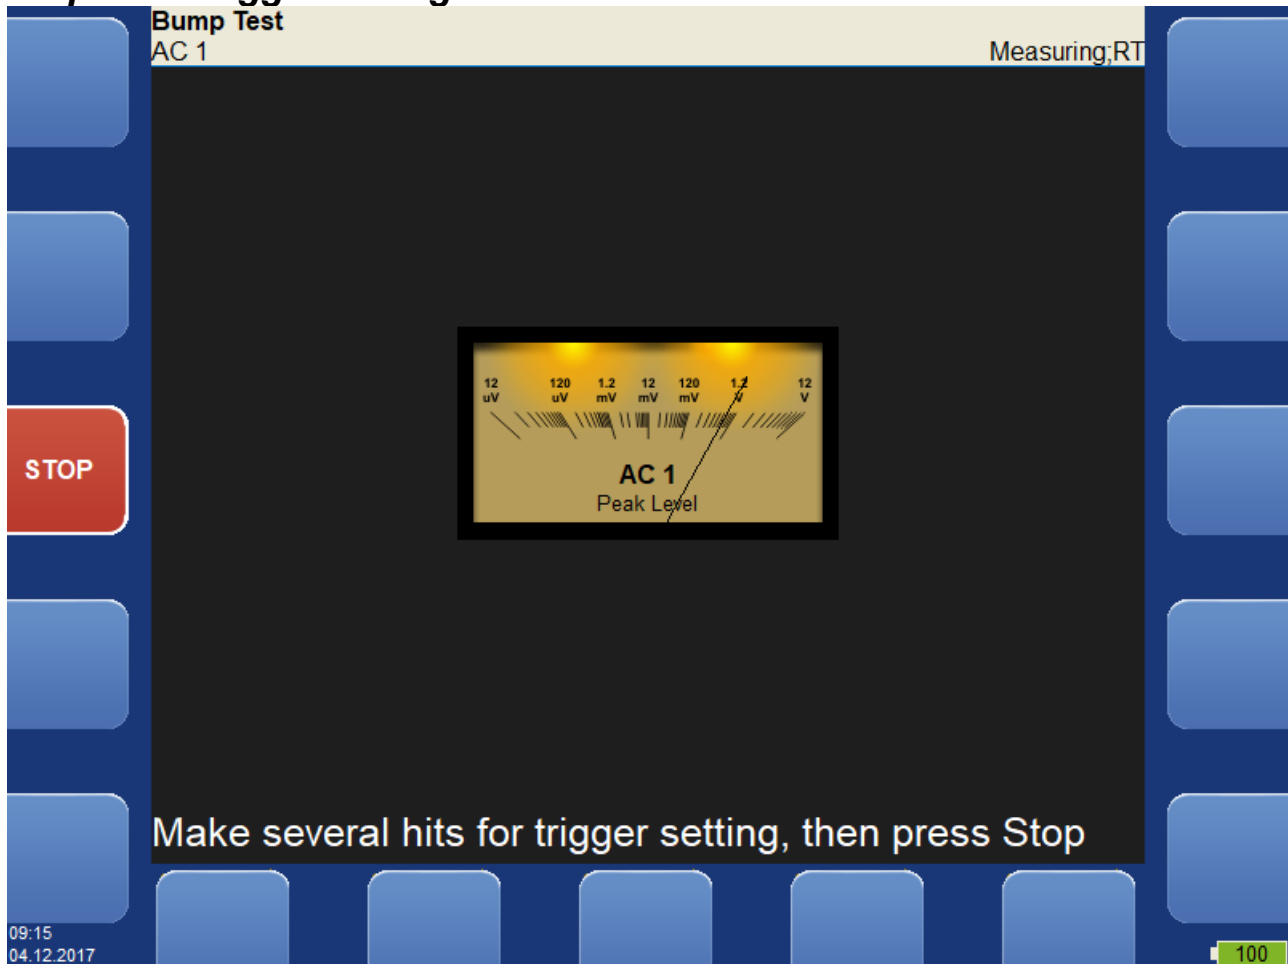 Bump Test
AC 1
Measuring;RT
12 120 1.2 12 120 1.2 12
uV uV mV mV mV V V
AC 1
Peak Level
STOP
Make several hits for trigger setting, then press Stop
09:15
04.12.2017
100